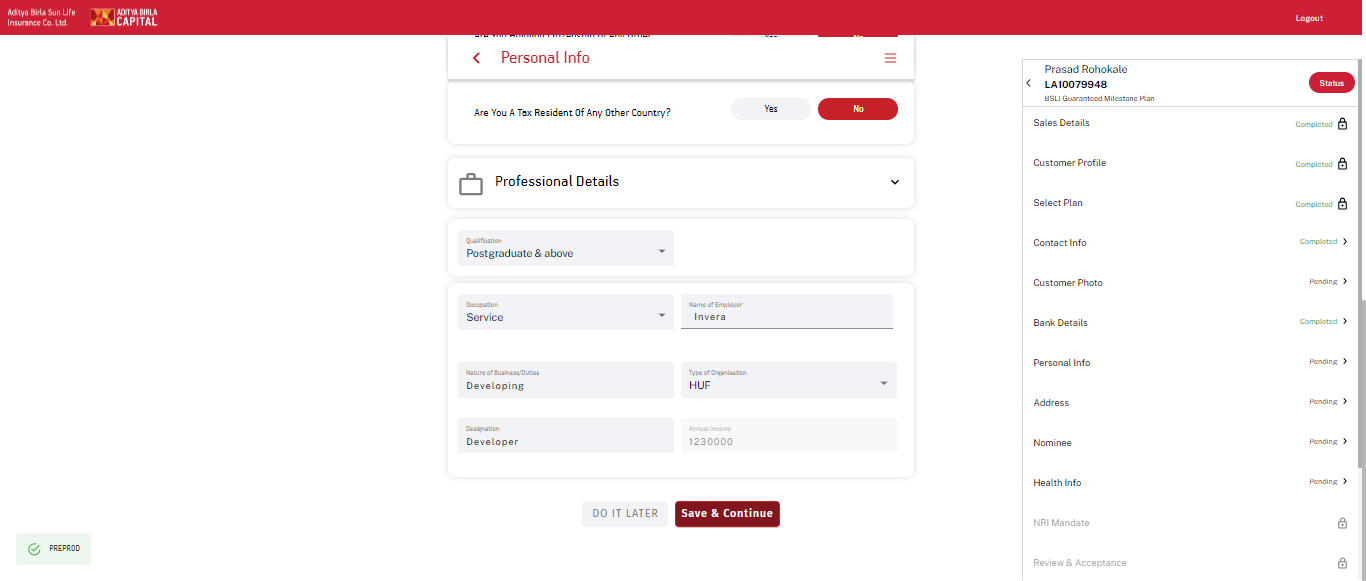 Aditya Birla Sun Life
Insurance Co. Ltd.
ADITYA BIRLA
CAPITAL
Logout
Personal Info
Are You A Tax Resident Of Any Other Country?
Yes
No
Professional Details
Qualification
Postgraduate & above
Occupation
Service
Name of Employer
Invera
Nature of Business/Duties
Developing
Type of Organisation
HUF
Designation
Developer
Annual Income
1230000
DO IT LATER
Save & Continue
PREPROD
Prasad Rohokale
LA10079948
BSLI Guaranteed Milestone Plan
Status
Sales Details
Completed
Customer Profile
Completed
Select Plan
Completed
Contact Info
Completed
Customer Photo
Pending
Bank Details
Completed
Personal Info
Pending
Address
Pending
Nominee
Pending
Health Info
Pending
NRI Mandate
Review & Acceptance